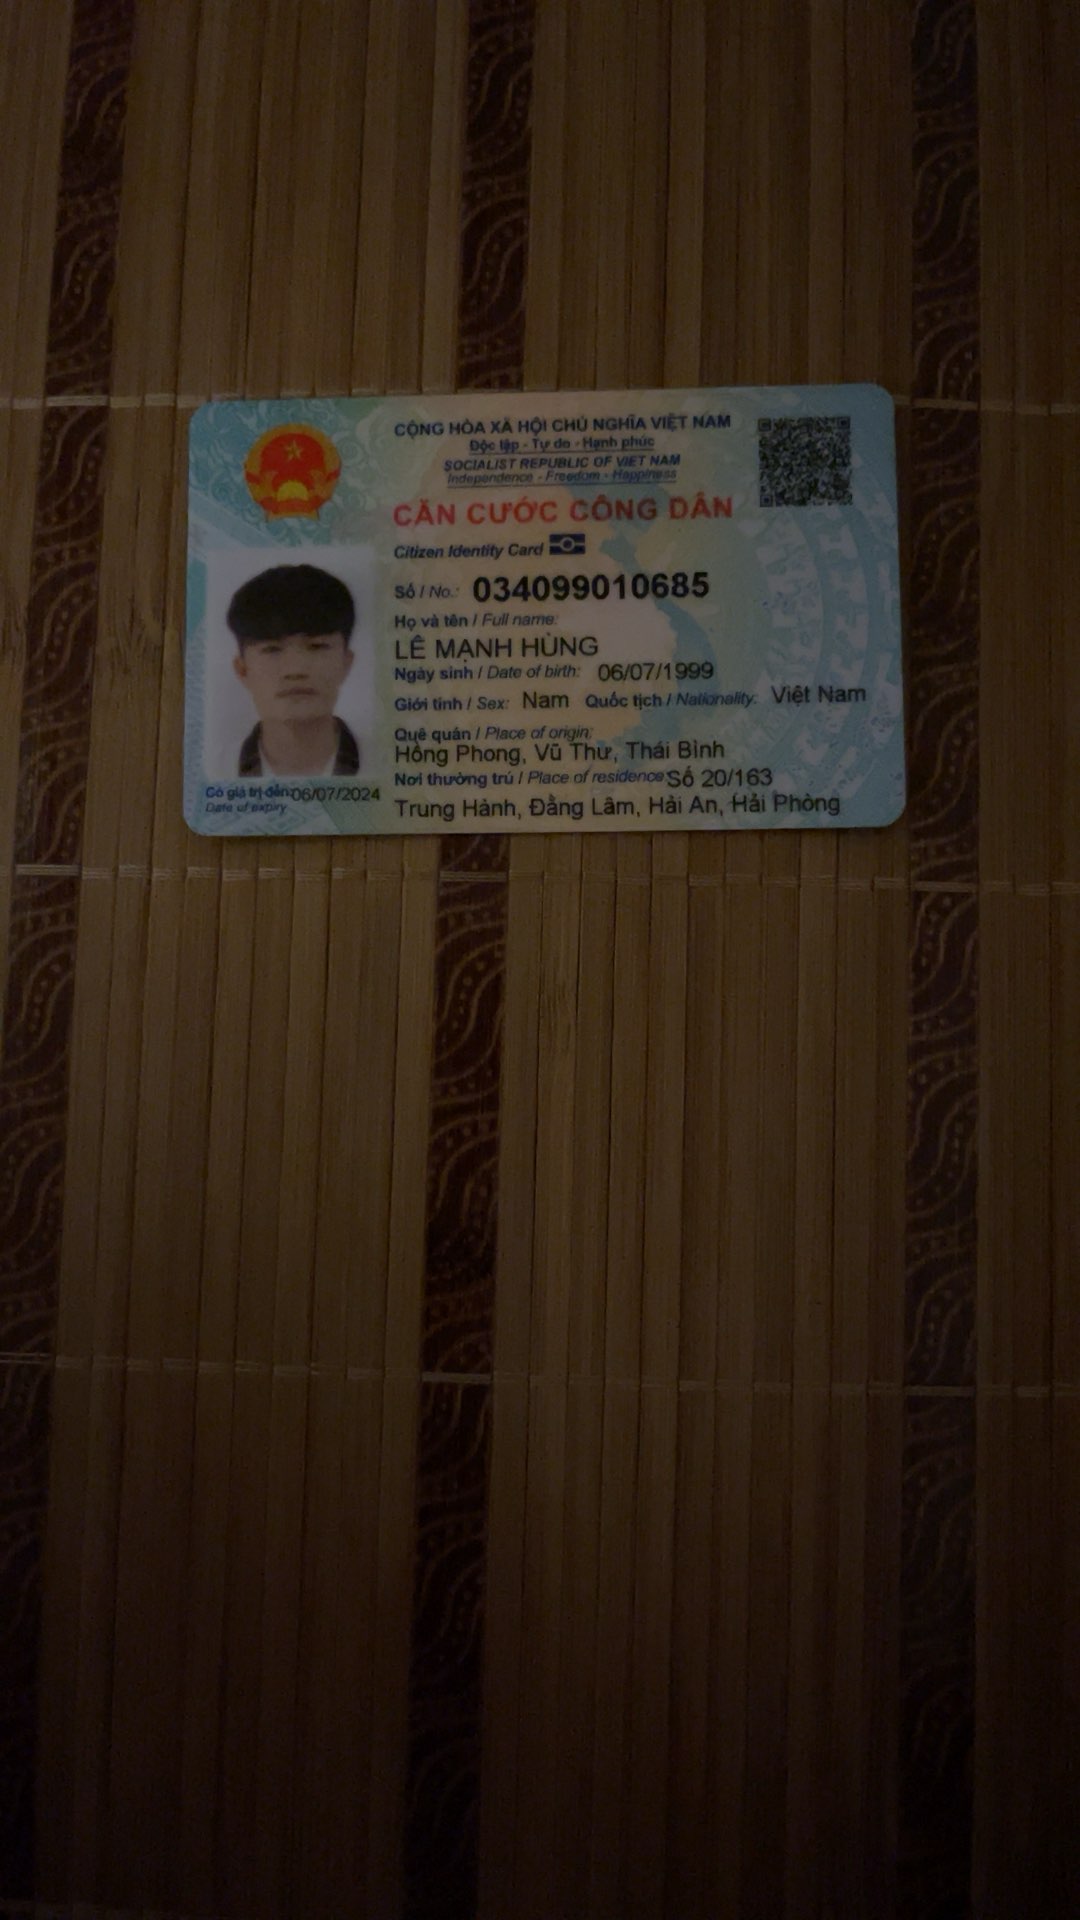 CỘNG HÒA XÃ HỘI CHỦ NGHĨA VIỆT NAM
Độc lập - Tự do - Hạnh phúc
SOCIALIST REPUBLIC OF VIET NAM
Independence - Freedom - Happiness
CĂN CƯỚC CÔNG DÂN
Citizen Identity Card
Số / No.: 034099010685
Họ và tên / Full name:
LÊ MẠNH HÙNG
Ngày sinh / Date of birth: 06/07/1999
Giới tính / Sex: Nam Quốc tịch / Nationality: Việt Nam
Quê quán / Place of origin:
Hồng Phong, Vũ Thư, Thái Bình
Nơi thường trú / Place of residence: Số 20/163
Trung Hành, Đằng Lâm, Hải An, Hải Phòng
Có giá trị đến: 06/07/2024
Date of expiry